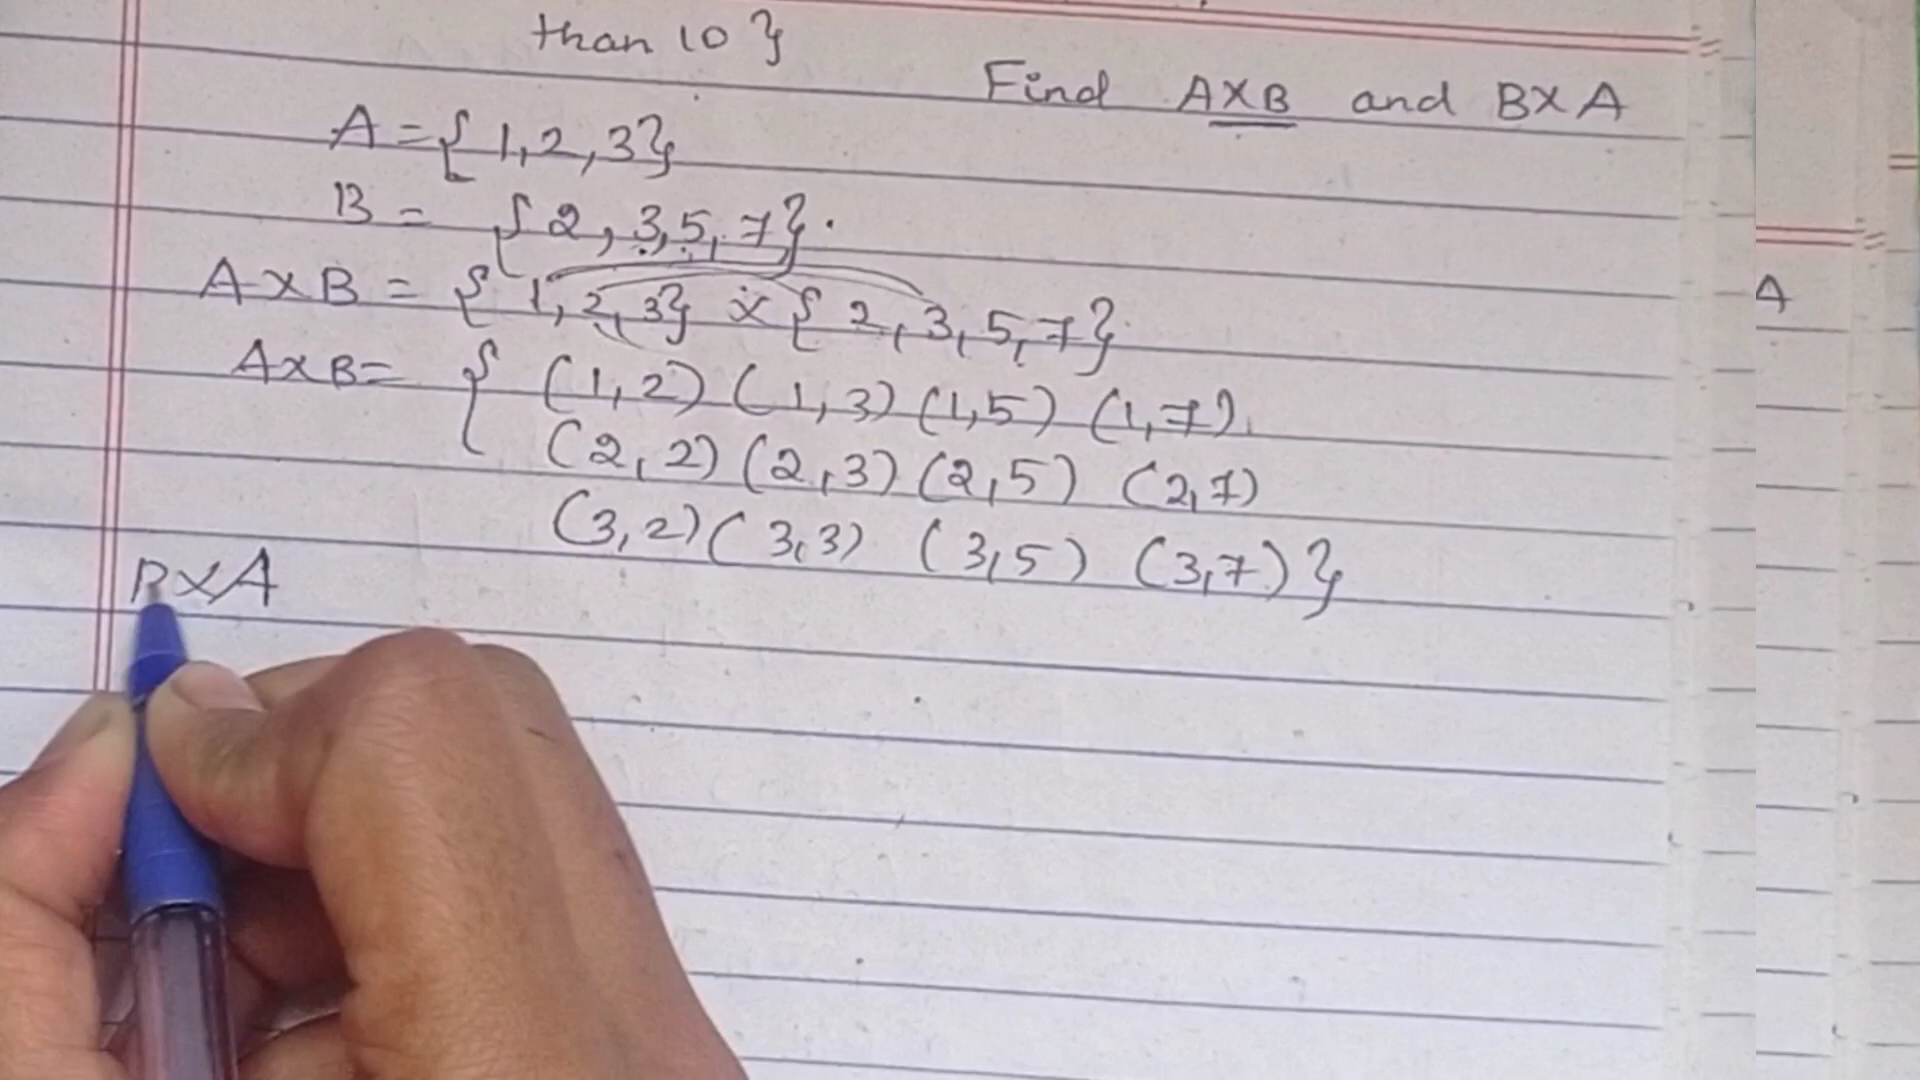 than 10}
Find A×B and B×A
A = {1,2,3}
B = {2,3,5,7}.
A×B = {1,2,3} × {2,3,5,7}
A×B = { (1,2) (1,3) (1,5) (1,7),
(2,2) (2,3) (2,5) (2,7)
(3,2) (3,3) (3,5) (3,7)}
B×A
A